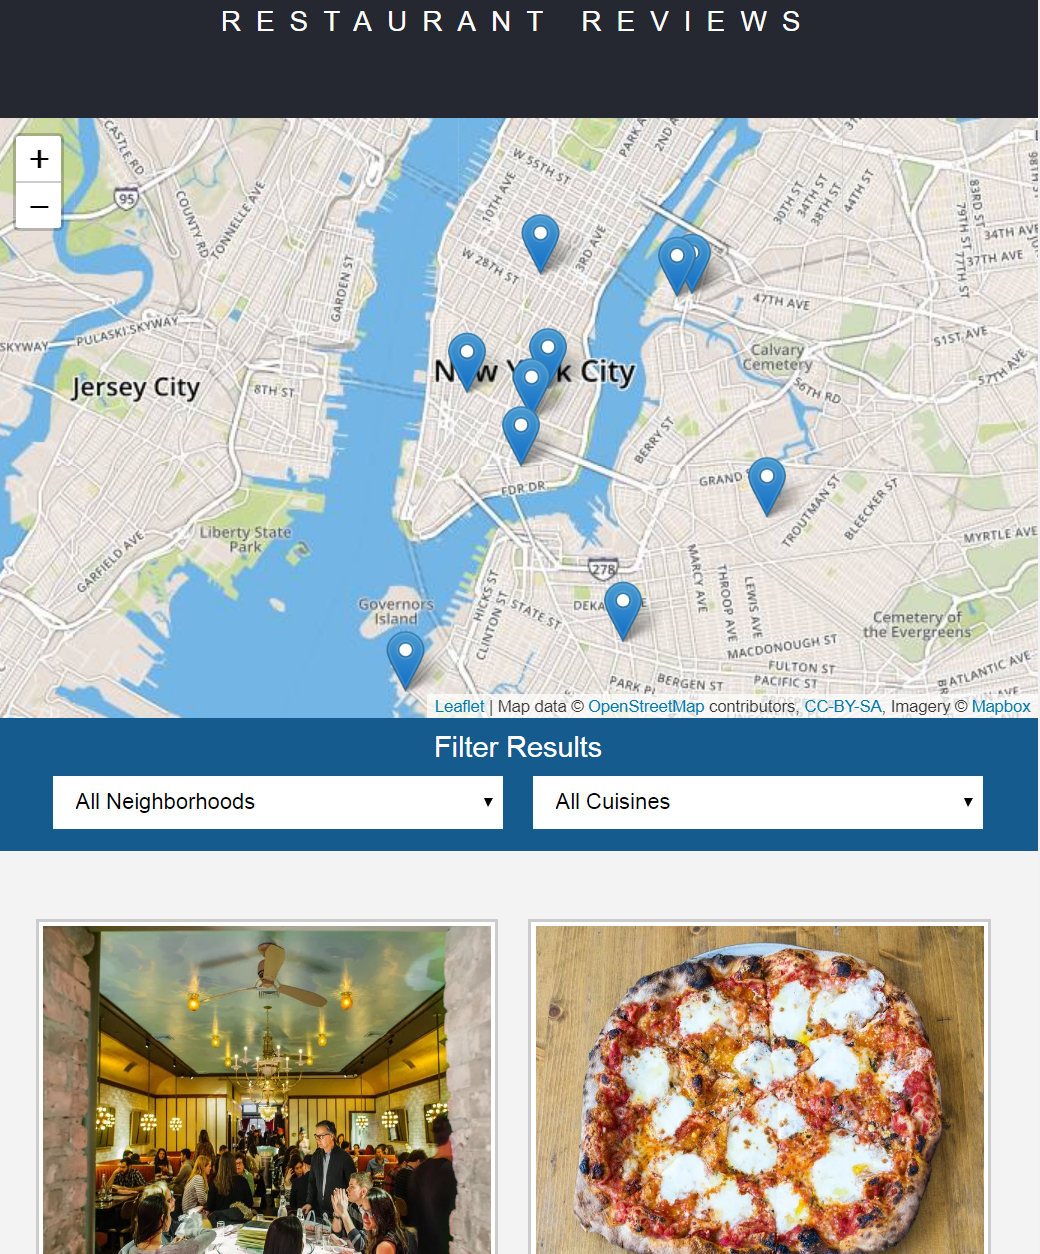 RESTAURANT REVIEWS
+
−
CASTLE RD
95
COUNTY RD
TONNELLE AVE
GARDEN ST
PULASKI SKYWAY
SKYWAY
Jersey City
8TH ST
Liberty State
Park
GARFIELD AVE
Governors
Island
W 55TH ST
10TH AVE
W 28TH ST
3RD AVE
PARK A
2ND A
New York City
FDR DR
BERRY ST
HICKS ST
CLINTON ST
STATE ST
278
DEKA
E
MARCY AVE
THROOP AVE
LEWIS AVE
MACDONOUGH ST
FULTON ST
PACIFIC ST
BERGEN ST
PARK PL
ATLANTIC AVE
30TH ST
34TH ST
38TH ST
44TH ST
31
83RD ST
79TH ST
77TH ST
98TH
34TH AVE
37TH AVE
47TH AVE
51ST AVE
57TH AVE
Calvary
Cemetery
56TH RD
GRAND
TROUTMAN ST
BLEECKER ST
MYRTLE AVE
Cemetery of
the Evergreens
Leaflet | Map data © OpenStreetMap contributors, CC-BY-SA, Imagery © Mapbox
Filter Results
All Neighborhoods
All Cuisines